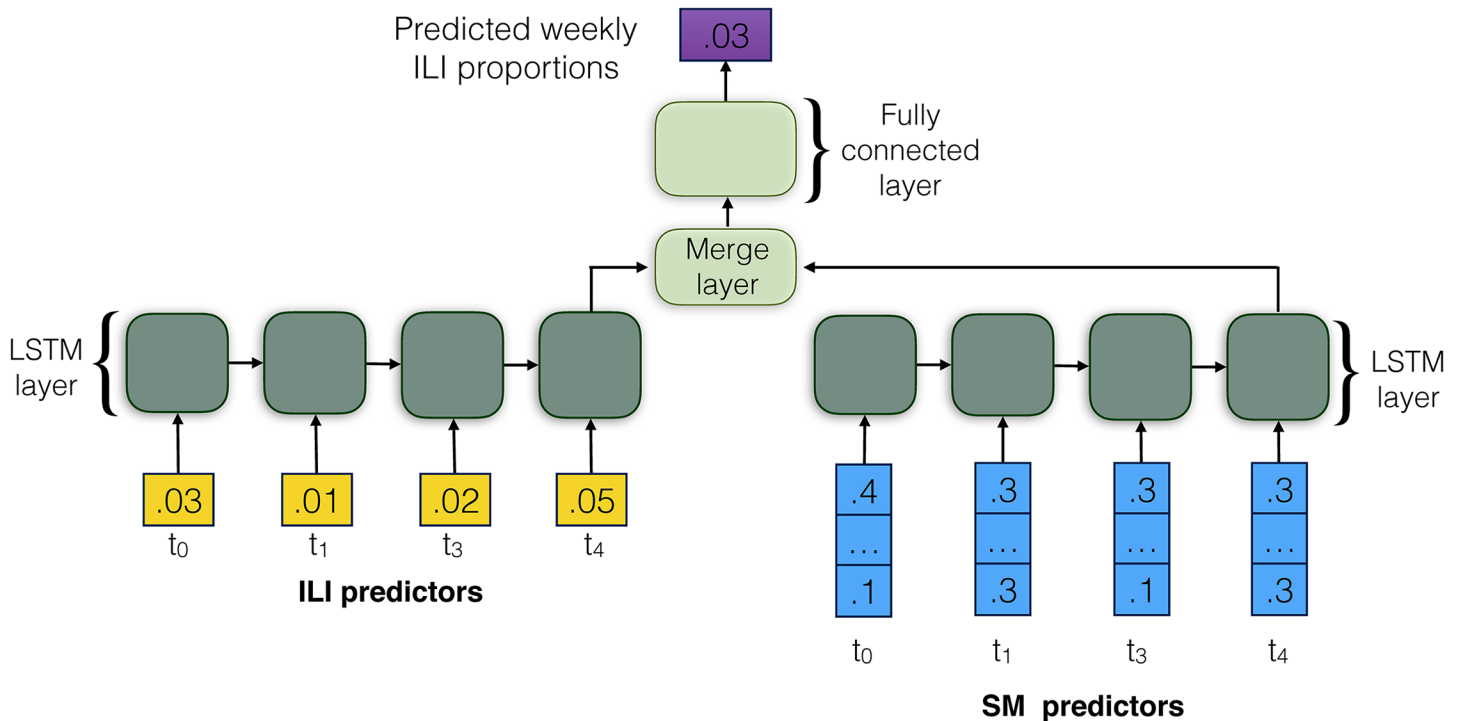 Predicted weekly
ILI proportions
.03
Fully
connected
layer
Merge
layer
LSTM
layer
LSTM
layer
.03 .01 .02 .05
t₀ t₁ t₃ t₄
ILI predictors
.4 .3 .3 .3
... ... ... ...
.1 .3 .1 .3
t₀ t₁ t₃ t₄
SM predictors